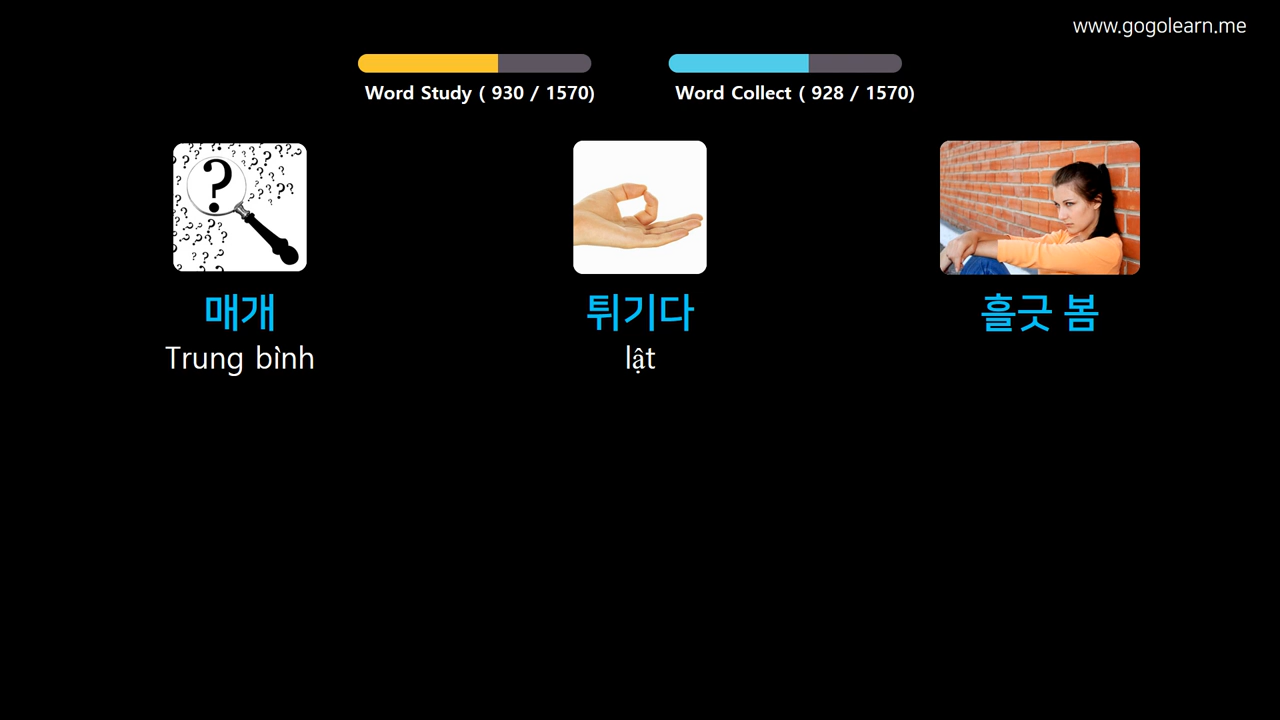 www.gogolearn.me
Word Study ( 930 / 1570)
Word Collect ( 928 / 1570)
매개
Trung bình
튀기다
lật
흘긋 봄